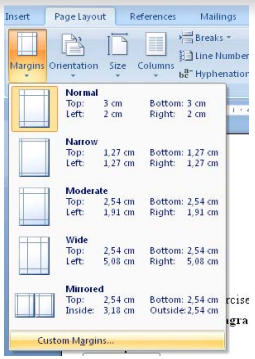 Insert Page Layout References Mailings
Margins Orientation Size Columns
Breaks
Line Number
Hyphenation
Normal
Top: 3 cm Bottom: 3 cm
Left: 2 cm Right: 2 cm
Narrow
Top: 1,27 cm Bottom: 1,27 cm
Left: 1,27 cm Right: 1,27 cm
Moderate
Top: 2,54 cm Bottom: 2,54 cm
Left: 1,91 cm Right: 1,91 cm
Wide
Top: 2,54 cm Bottom: 2,54 cm
Left: 5,08 cm Right: 5,08 cm
Mirrored
Top: 2,54 cm Bottom: 2,54 cm
Inside: 3,18 cm Outside: 2,54 cm
rcise
agra
Custom Margins...